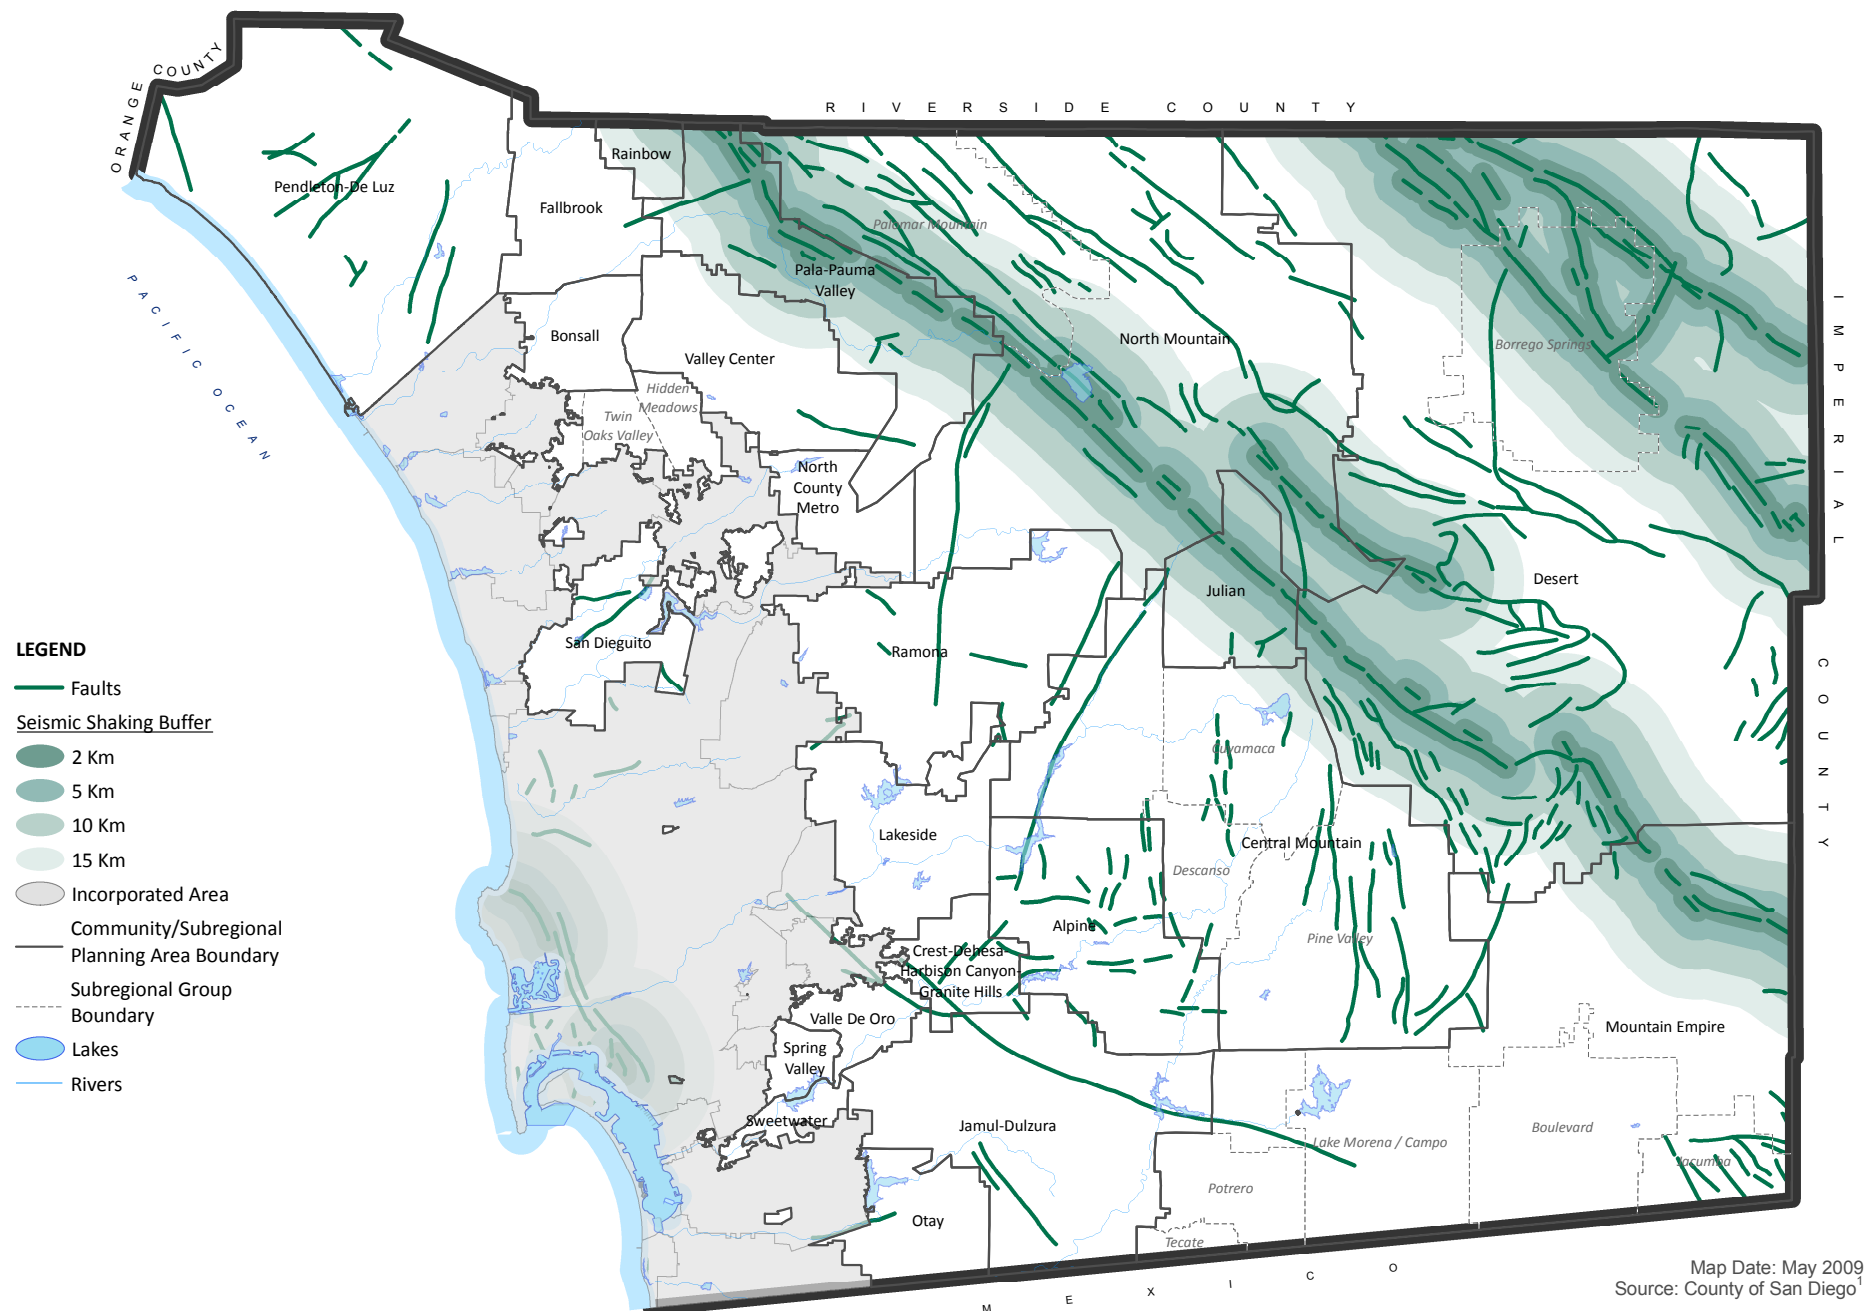 ORANGE COUNTY
RIVERSIDE COUNTY
Rainbow
Pendleton-De Luz
Fallbrook
Palomar Mountain
Pala-Pauma
Valley
PACIFIC OCEAN
IMPERIAL COUNTY
Bonsall
Valley Center
North Mountain
Borrego Springs
Hidden
Meadows
Twin
Oaks Valley
North
County
Metro
Julian
Desert
San Dieguito
Ramona
LEGEND
Faults
Seismic Shaking Buffer
2 Km
5 Km
10 Km
15 Km
Incorporated Area
Community/Subregional
Planning Area Boundary
Subregional Group
Boundary
Lakes
Rivers
Cuyamaca
Lakeside
Central Mountain
Descanso
Alpine
Pine Valley
Crest-Dehesa-
Harbison Canyon-
Granite Hills
Valle De Oro
Mountain Empire
Spring
Valley
Sweetwater
Jamul-Dulzura
Lake Morena / Campo
Boulevard
Jacumba
Potrero
Otay
Tecate
MEXICO
Map Date: May 2009
Source: County of San Diego1